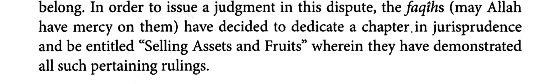 belong. In order to issue a judgment in this dispute, the faqīhs (may Allah
have mercy on them) have decided to dedicate a chapter in jurisprudence
and be entitled “Selling Assets and Fruits” wherein they have demonstrated
all such pertaining rulings.